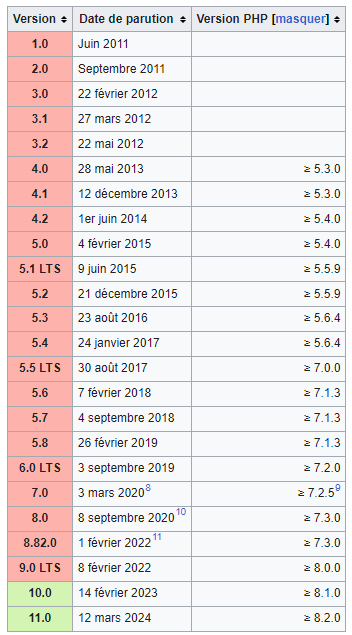 Version Date de parution Version PHP [masquer]
1.0 Juin 2011
2.0 Septembre 2011
3.0 22 février 2012
3.1 27 mars 2012
3.2 22 mai 2012
4.0 28 mai 2013 ≥ 5.3.0
4.1 12 décembre 2013 ≥ 5.3.0
4.2 1er juin 2014 ≥ 5.4.0
5.0 4 février 2015 ≥ 5.4.0
5.1 LTS 9 juin 2015 ≥ 5.5.9
5.2 21 décembre 2015 ≥ 5.5.9
5.3 23 août 2016 ≥ 5.6.4
5.4 24 janvier 2017 ≥ 5.6.4
5.5 LTS 30 août 2017 ≥ 7.0.0
5.6 7 février 2018 ≥ 7.1.3
5.7 4 septembre 2018 ≥ 7.1.3
5.8 26 février 2019 ≥ 7.1.3
6.0 LTS 3 septembre 2019 ≥ 7.2.0
7.0 3 mars 2020 8 ≥ 7.2.5 9
8.0 8 septembre 2020 10 ≥ 7.3.0
8.82.0 1 février 2022 11 ≥ 7.3.0
9.0 LTS 8 février 2022 ≥ 8.0.0
10.0 14 février 2023 ≥ 8.1.0
11.0 12 mars 2024 ≥ 8.2.0